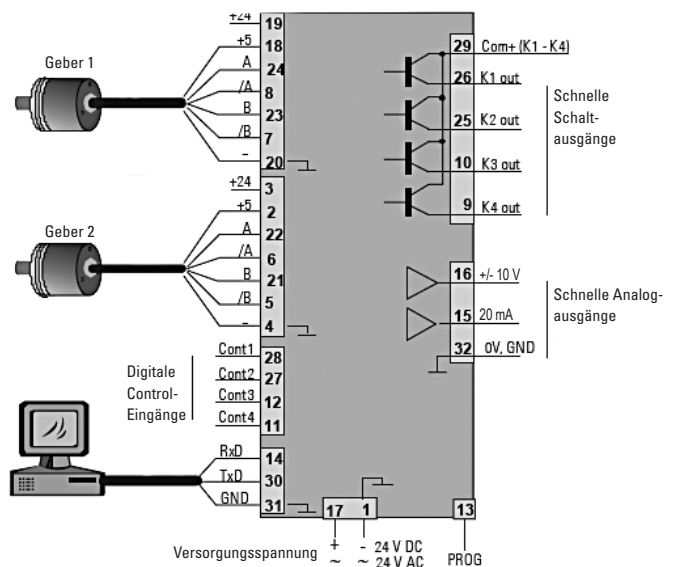 Geber 1
+24 19
+5 18
A 24
/A 8
B 23
/B 7
– 20
Geber 2
+24 3
+5 2
A 22
/A 6
B 21
/B 5
– 4
Digitale
Control-
Eingänge
Cont1 28
Cont2 27
Cont3 12
Cont4 11
RxD 14
TxD 30
GND 31
29 Com+ (K1 - K4)
26 K1 out
25 K2 out
10 K3 out
9 K4 out
Schnelle
Schalt-
ausgänge
16 +/- 10 V
15 20 mA
32 0V, GND
Schnelle Analog-
ausgänge
17 1 13
Versorgungsspannung + - 24 V DC
~ ~ 24 V AC PROG